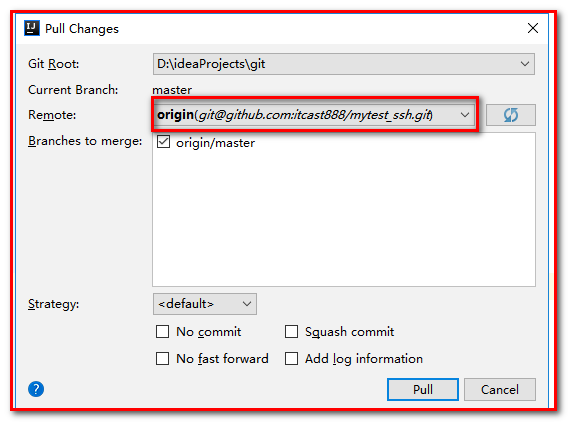 IJ Pull Changes
Git Root: D:\ideaProjects\git
Current Branch: master
Remote: origin(git@github.com:itcast888/mytest_ssh.git)
Branches to merge: origin/master
Strategy: <default>
No commit Squash commit
No fast forward Add log information
? Pull Cancel